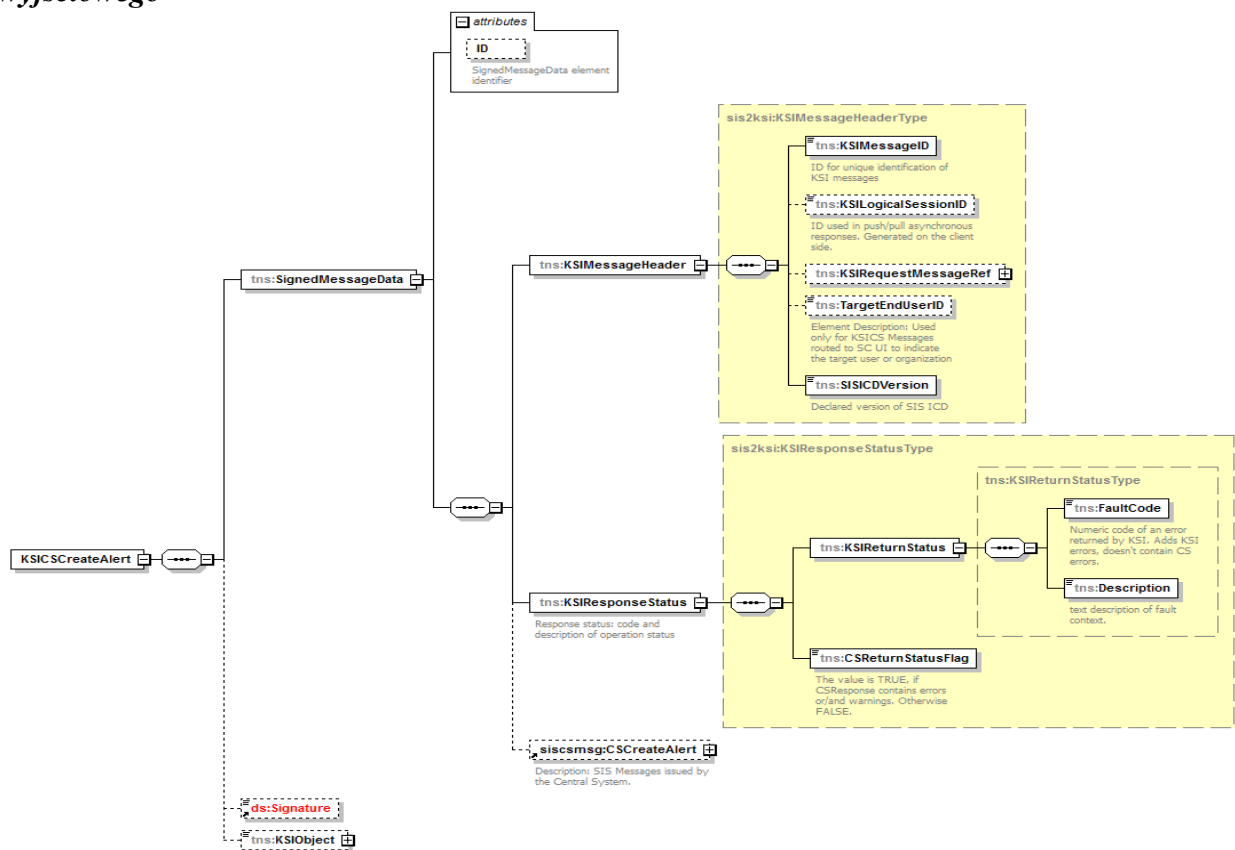 attributes
ID
SignedMessageData element
identifier
sis2ksi:KSIMessageHeaderType
tns:KSIMessageID
ID for unique identification of
KSI messages
tns:KSILogicalSessionID
ID used in push/pull asynchronous
responses. Generated on the client
side.
tns:KSIMessageHeader
tns:KSIRequestMessageRef
tns:SignedMessageData
tns:TargetEndUserID
Element Description: Used
only for KSICS Messages
routed to SC UI to indicate
the target user or organization
tns:SISICDVersion
Declared version of SIS ICD
sis2ksi:KSIResponseStatusType
tns:KSIReturnStatusType
tns:FaultCode
Numeric code of an error
returned by KSI. Adds KSI
errors, doesn't contain CS
errors.
tns:KSIReturnStatus
KSICSCreateAlert
tns:Description
text description of fault
context.
tns:KSIResponseStatus
Response status: code and
description of operation status
tns:CSReturnStatusFlag
The value is TRUE, if
CSResponse contains errors
or/and warnings. Otherwise
FALSE.
siscsmsg:CSCreateAlert
Description: SIS Messages issued by
the Central System.
ds:Signature
tns:KSIObject